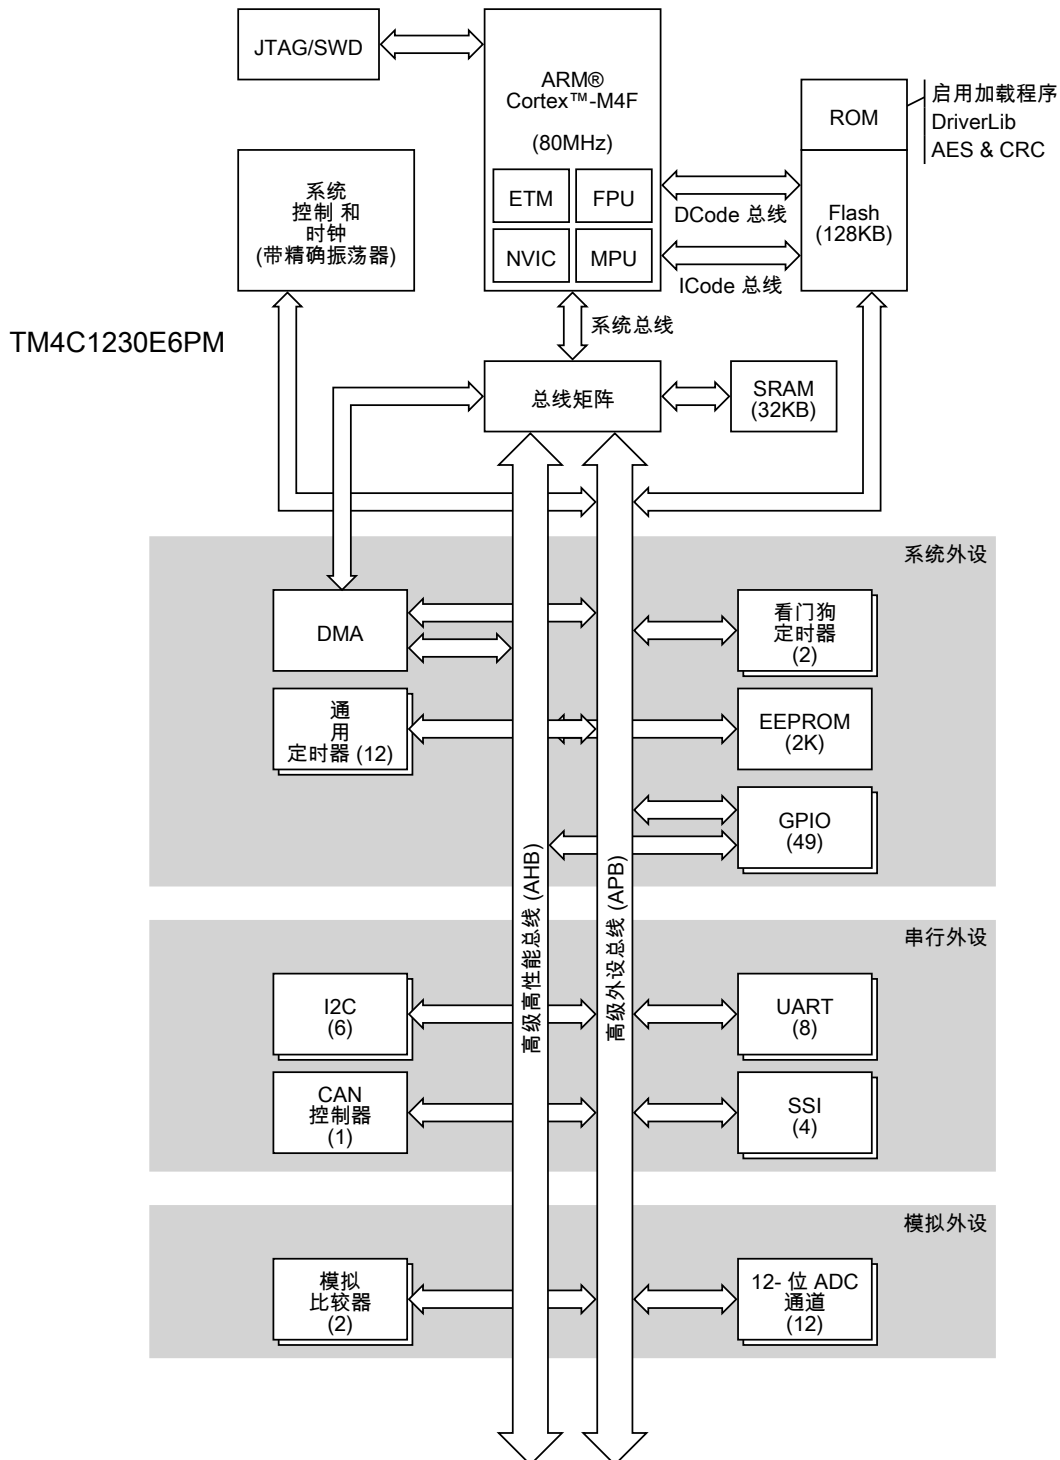 JTAG/SWD
ARM®
Cortex™-M4F
(80MHz)
ETM
FPU
NVIC
MPU
ROM
Flash
(128KB)
启用加载程序
DriverLib
AES & CRC
DCode 总线
ICode 总线
系统
控制 和
时钟
(带精确振荡器)
系统总线
TM4C1230E6PM
总线矩阵
SRAM
(32KB)
系统外设
DMA
看门狗
定时器
(2)
通
用
定时器 (12)
EEPROM
(2K)
GPIO
(49)
高级高性能总线 (AHB)
高级外设总线 (APB)
串行外设
I2C
(6)
UART
(8)
CAN
控制器
(1)
SSI
(4)
模拟外设
模拟
比较器
(2)
12- 位 ADC
通道
(12)